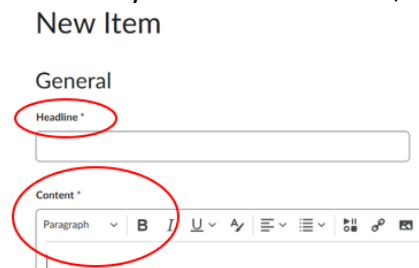 New Item
General
Headline *
Content *
Paragraph B I U A